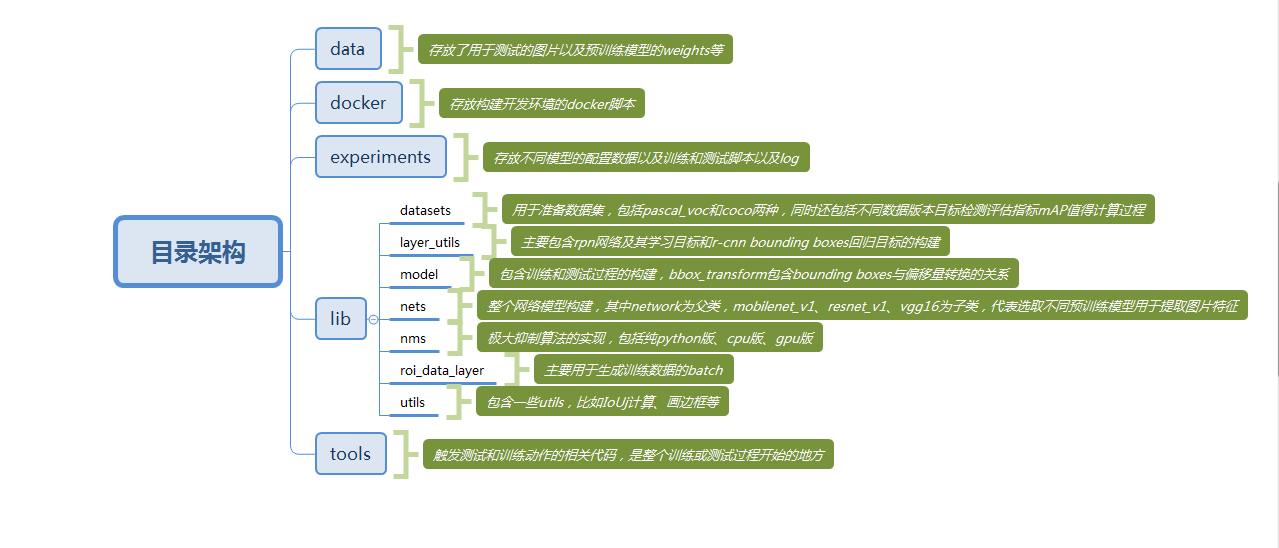 目录架构
data
存放了用于测试的图片以及预训练模型的weights等
docker
存放构建开发环境的docker脚本
experiments
存放不同模型的配置数据以及训练和测试脚本以及log
lib
datasets
用于准备数据集，包括pascal_voc和coco两种，同时还包括不同数据版本目标检测评估指标mAP值得计算过程
layer_utils
主要包含rpn网络及其学习目标和r-cnn bounding boxes回归目标的构建
model
包含训练和测试过程的构建，bbox_transform包含bounding boxes与偏移量转换的关系
nets
整个网络模型构建，其中network为父类，mobilenet_v1、resnet_v1、vgg16为子类，代表选取不同预训练模型用于提取图片特征
nms
极大抑制算法的实现，包括纯python版、cpu版、gpu版
roi_data_layer
主要用于生成训练数据的batch
utils
包含一些utils，比如IoUj计算、画边框等
tools
触发测试和训练动作的相关代码，是整个训练或测试过程开始的地方